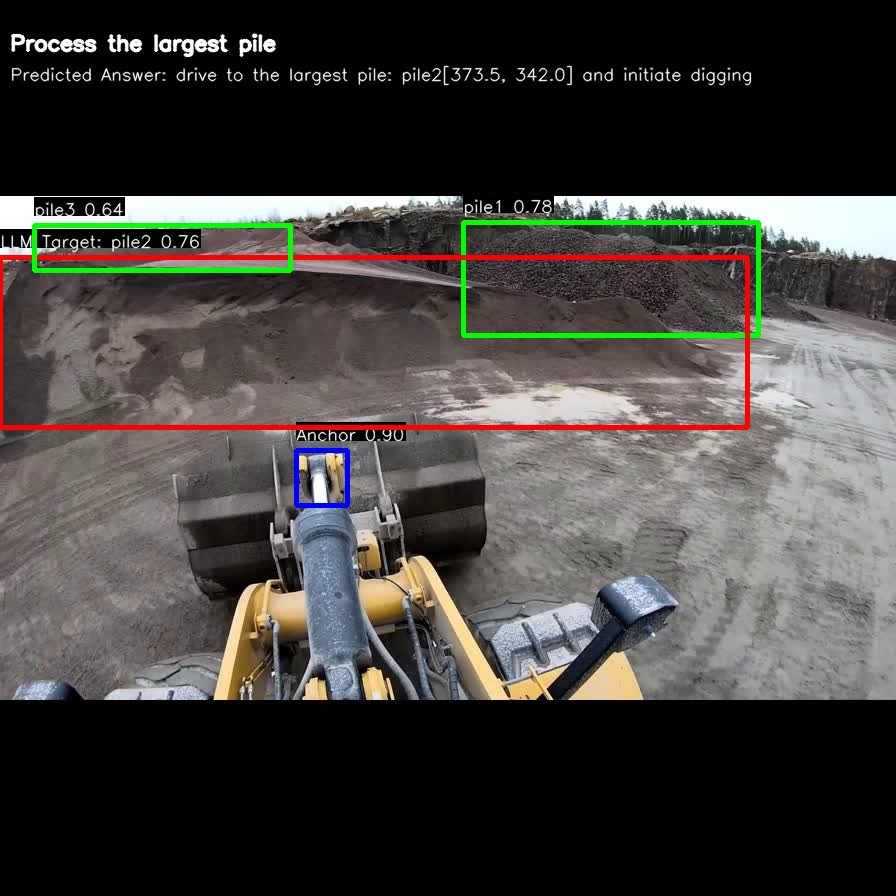 Process the largest pile
Predicted Answer: drive to the largest pile: pile2[373.5, 342.0] and initiate digging
pile3 0.64
pile1 0.78
LLM Target: pile2 0.76
Anchor 0.90